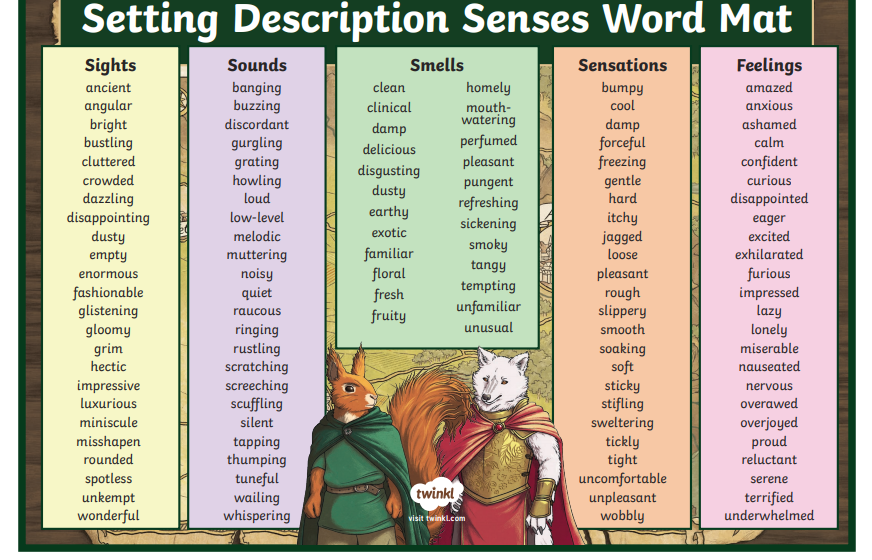 Setting Description Senses Word Mat
Sights
ancient
angular
bright
bustling
cluttered
crowded
dazzling
disappointing
dusty
empty
enormous
fashionable
glistening
gloomy
grim
hectic
impressive
luxurious
miniscule
misshapen
rounded
spotless
unkempt
wonderful
Sounds
banging
buzzing
discordant
gurgling
grating
howling
loud
low-level
melodic
muttering
noisy
quiet
raucous
ringing
rustling
scratching
screeching
scuffling
silent
tapping
thumping
tuneful
wailing
whispering
Smells
clean
clinical
damp
delicious
disgusting
dusty
earthy
exotic
familiar
floral
fresh
fruity
homely
mouth-
watering
perfumed
pleasant
pungent
refreshing
sickening
smoky
tangy
tempting
unfamiliar
unusual
Sensations
bumpy
cool
damp
forceful
freezing
gentle
hard
itchy
jagged
loose
pleasant
rough
slippery
smooth
soaking
soft
sticky
stifling
sweltering
tickly
tight
uncomfortable
unpleasant
wobbly
Feelings
amazed
anxious
ashamed
calm
confident
curious
disappointed
eager
excited
exhilarated
furious
impressed
lazy
lonely
miserable
nauseated
nervous
overawed
overjoyed
proud
reluctant
serene
terrified
underwhelmed
twinkl
visit twinkl.com